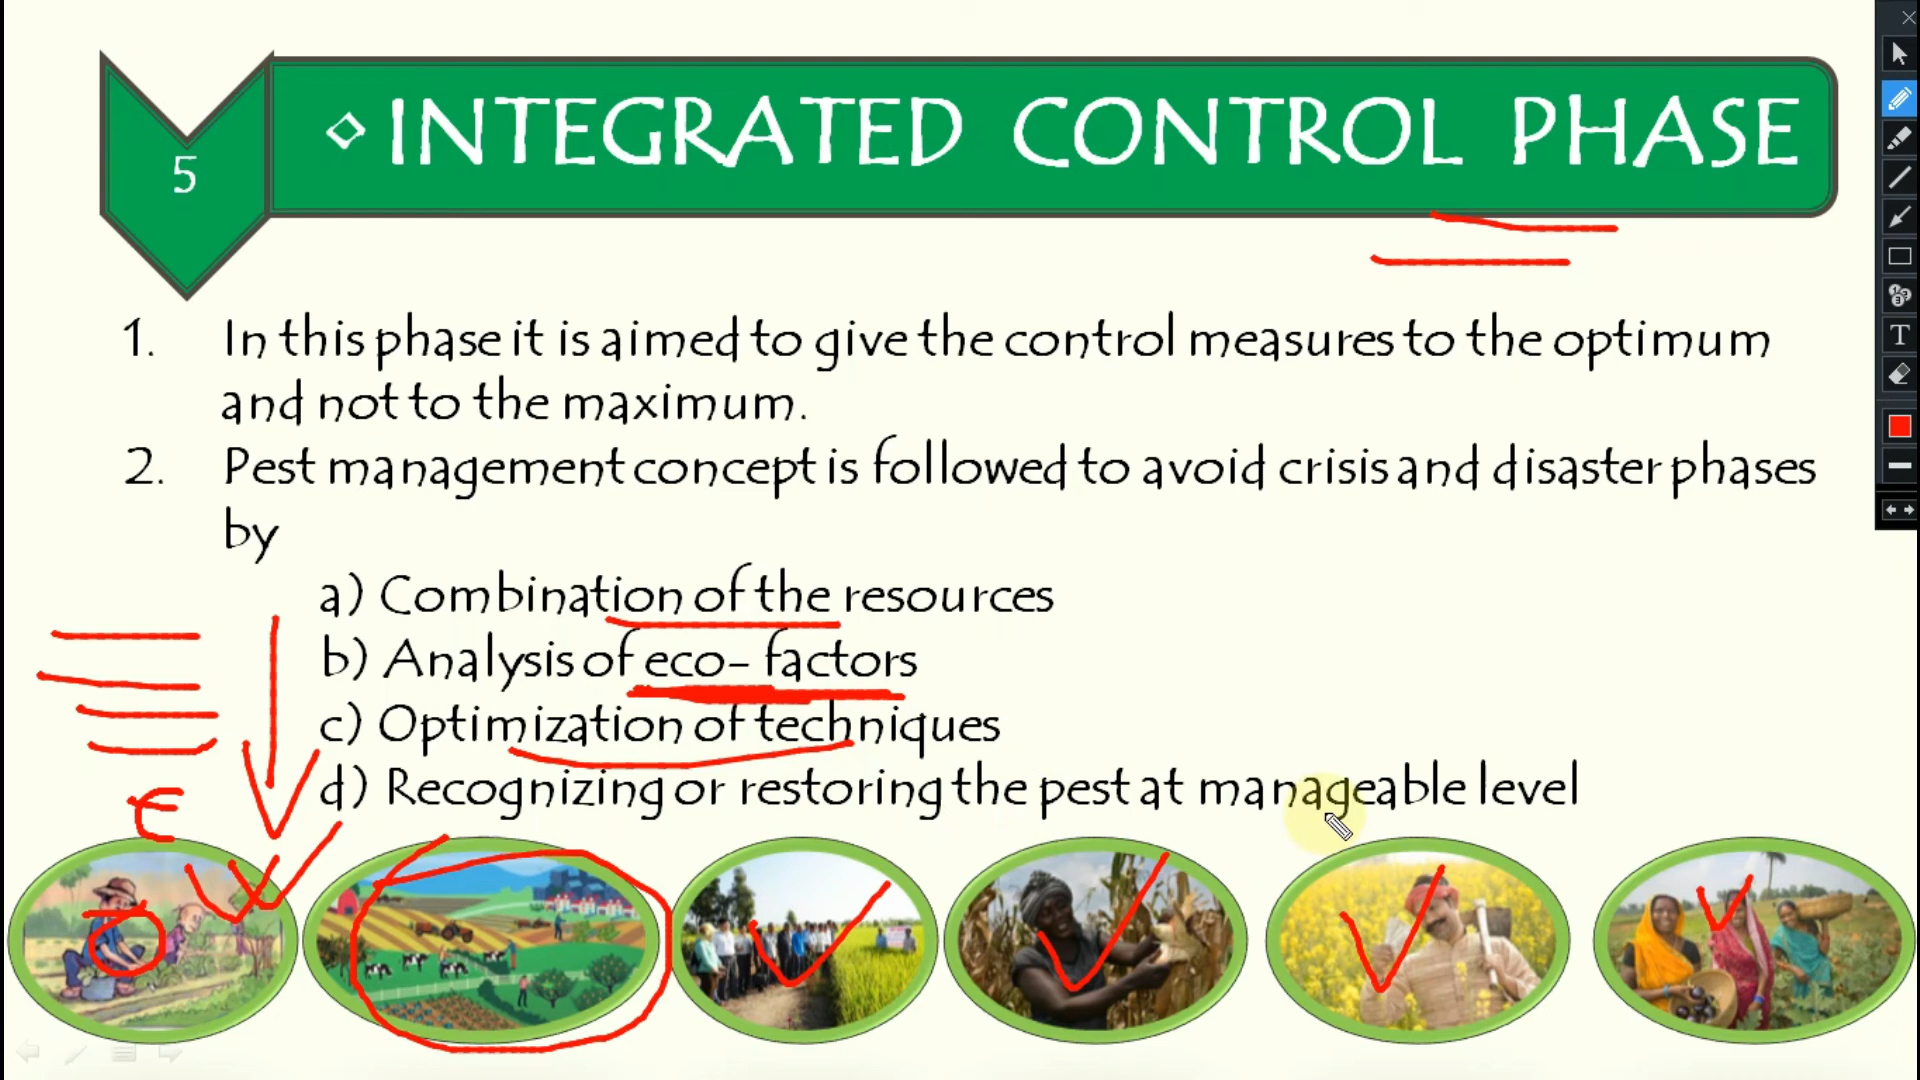 5
INTEGRATED CONTROL PHASE
1. In this phase it is aimed to give the control measures to the optimum
and not to the maximum.
2. Pest management concept is followed to avoid crisis and disaster phases
by
a) Combination of the resources
b) Analysis of eco- factors
c) Optimization of techniques
d) Recognizing or restoring the pest at manageable level
E
T